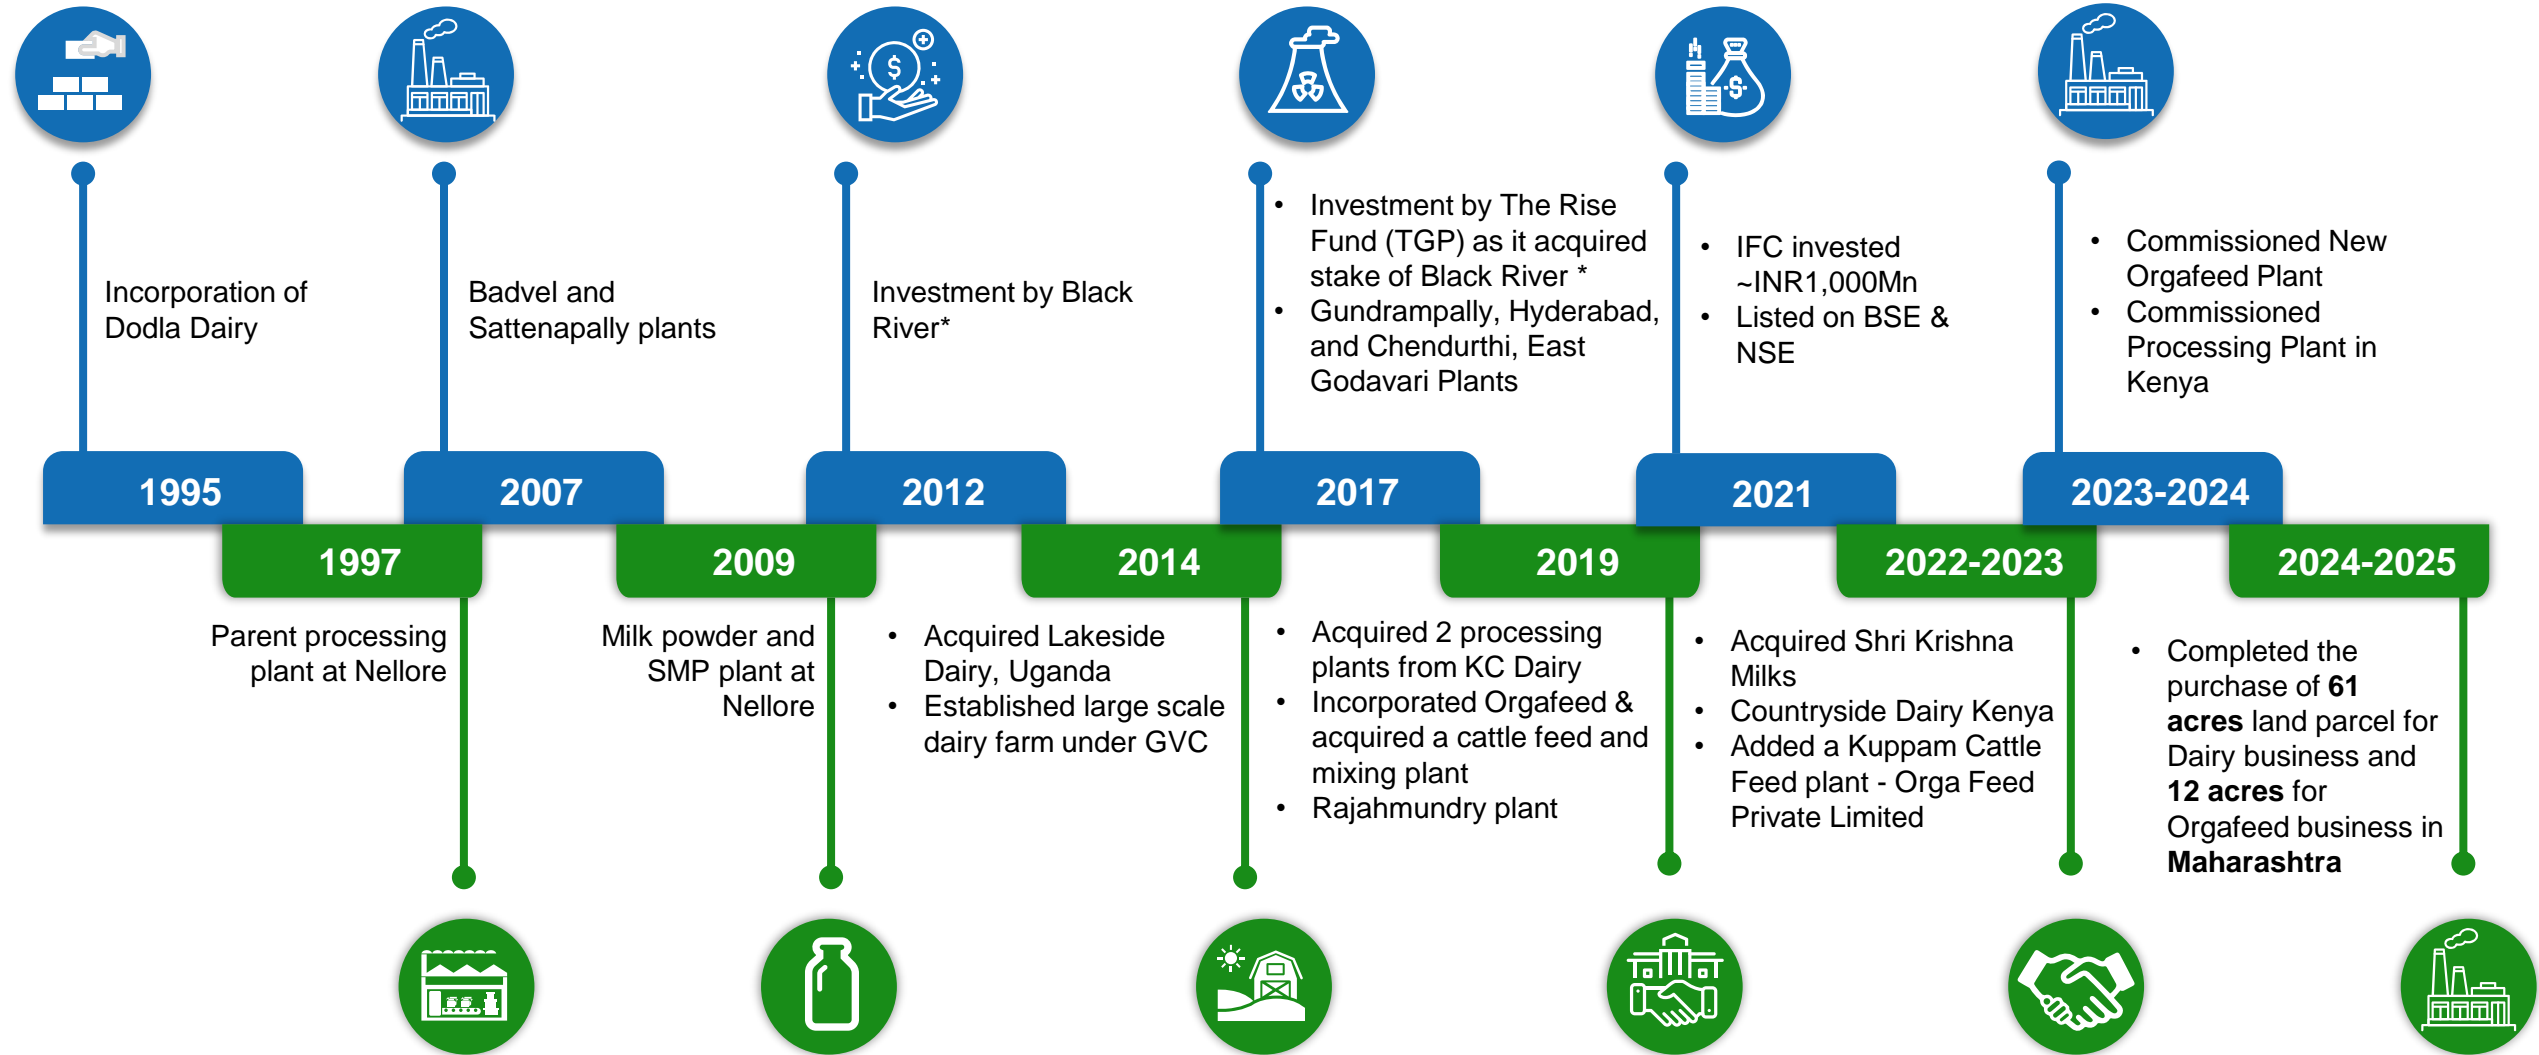 Incorporation of
Dodla Dairy
Badvel and
Sattenapally plants
Investment by Black
River*
• Investment by The Rise
Fund (TGP) as it acquired
stake of Black River *
• Gundrampally, Hyderabad,
and Chendurthi, East
Godavari Plants
• IFC invested
~INR1,000Mn
• Listed on BSE &
NSE
• Commissioned New
Orgafeed Plant
• Commissioned
Processing Plant in
Kenya
1995
2007
2012
2017
2021
2023-2024
1997
2009
2014
2019
2022-2023
2024-2025
Parent processing
plant at Nellore
Milk powder and
SMP plant at
Nellore
• Acquired Lakeside
Dairy, Uganda
• Established large scale
dairy farm under GVC
• Acquired 2 processing
plants from KC Dairy
• Incorporated Orgafeed &
acquired a cattle feed and
mixing plant
• Rajahmundry plant
• Acquired Shri Krishna
Milks
• Countryside Dairy Kenya
• Added a Kuppam Cattle
Feed plant - Orga Feed
Private Limited
• Completed the
purchase of 61
acres land parcel for
Dairy business and
12 acres for
Orgafeed business in
Maharashtra